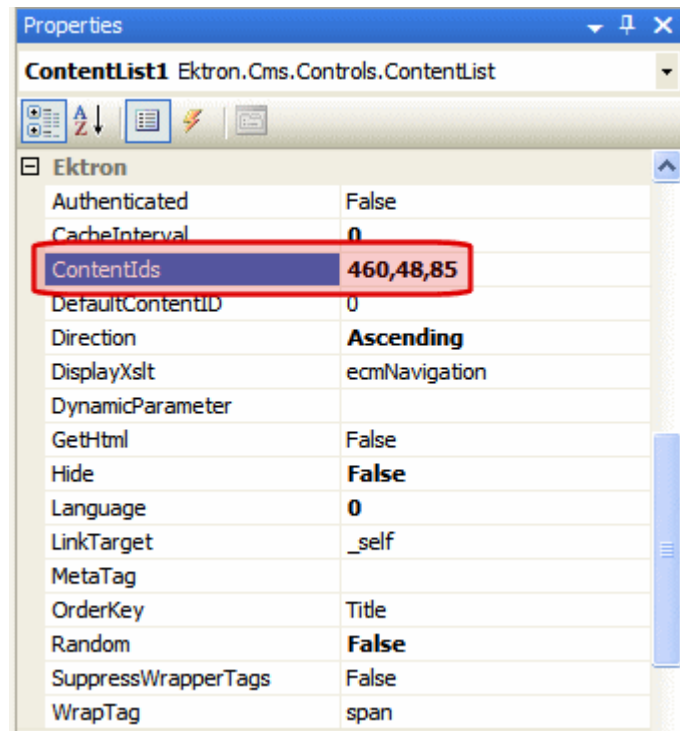 Properties
ContentList1 Ektron.Cms.Controls.ContentList
Ektron
Authenticated False
CacheInterval 0
ContentIds 460,48,85
DefaultContentID 0
Direction Ascending
DisplayXslt ecmNavigation
DynamicParameter
GetHtml False
Hide False
Language 0
LinkTarget _self
MetaTag
OrderKey Title
Random False
SuppressWrapperTags False
WrapTag span